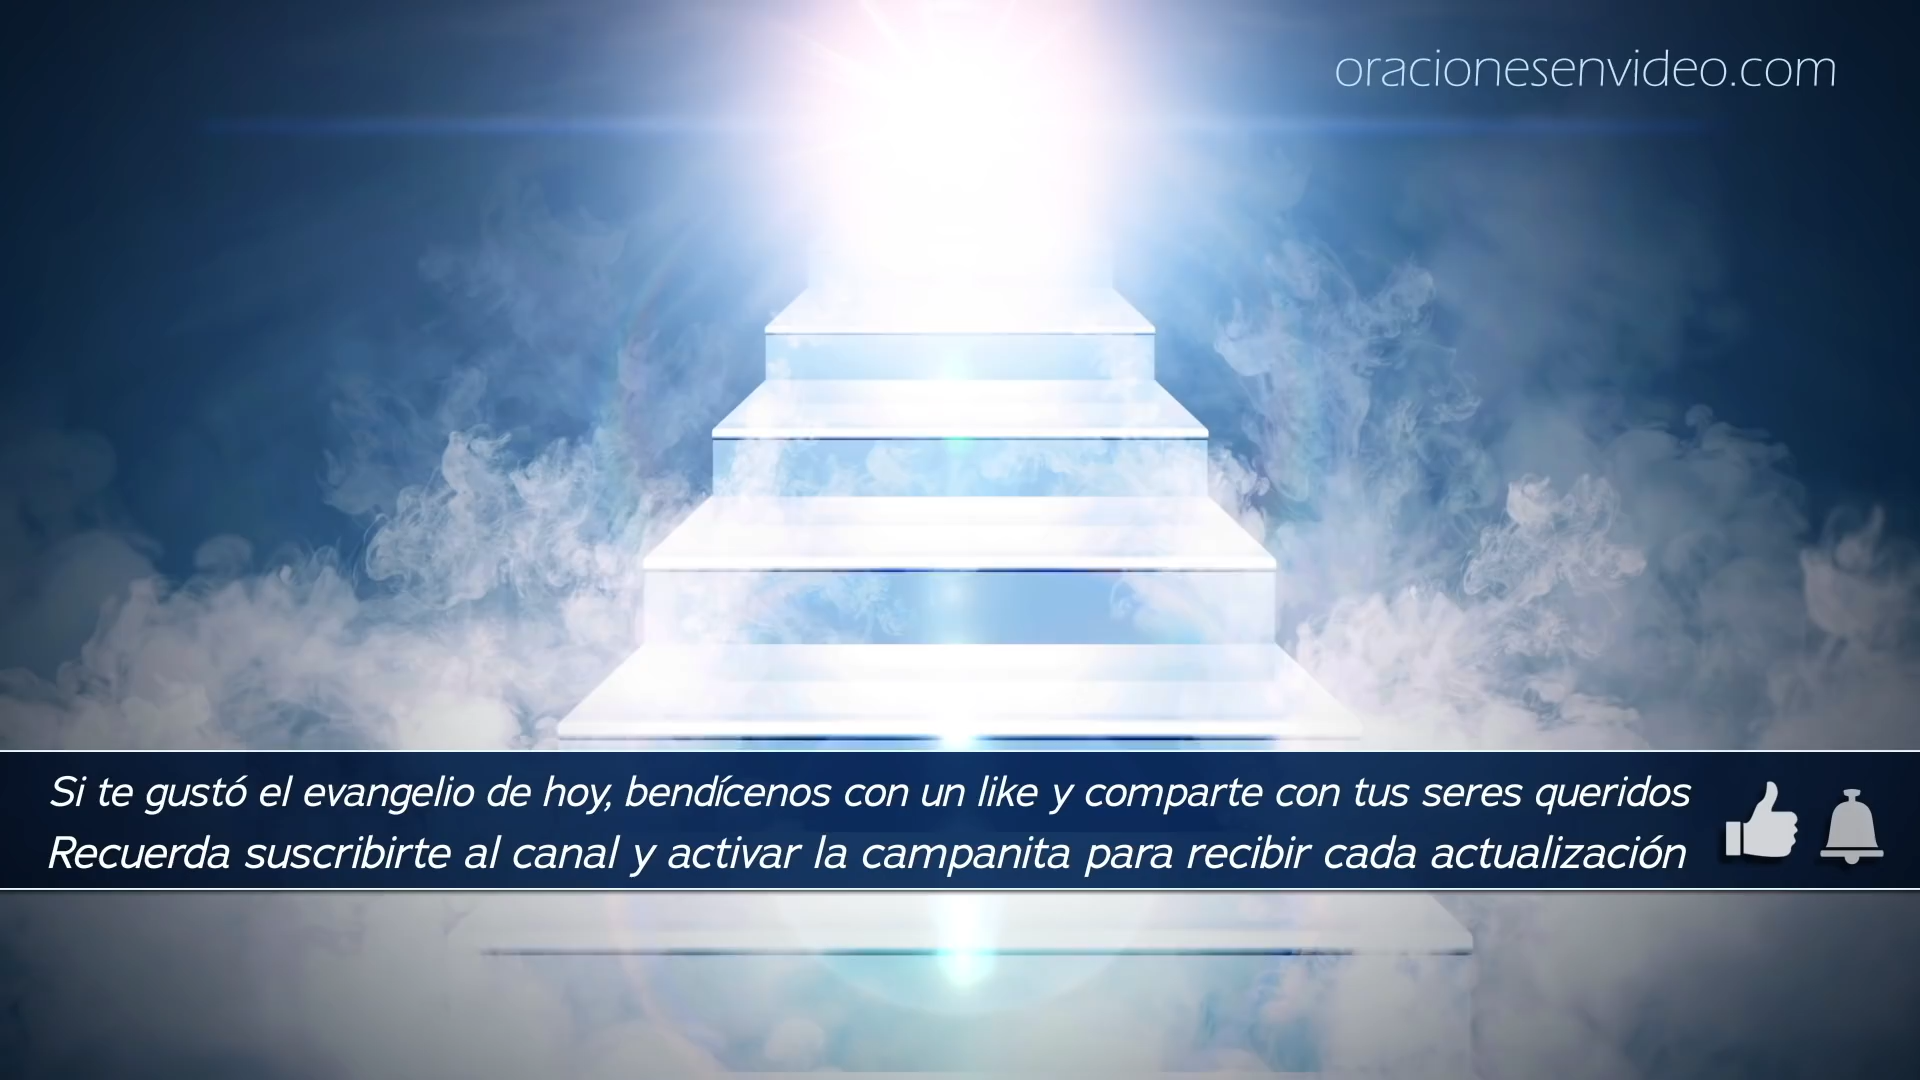 oracionesenvideo.com
Si te gustó el evangelio de hoy, bendícenos con un like y comparte con tus seres queridos
Recuerda suscribirte al canal y activar la campanita para recibir cada actualización